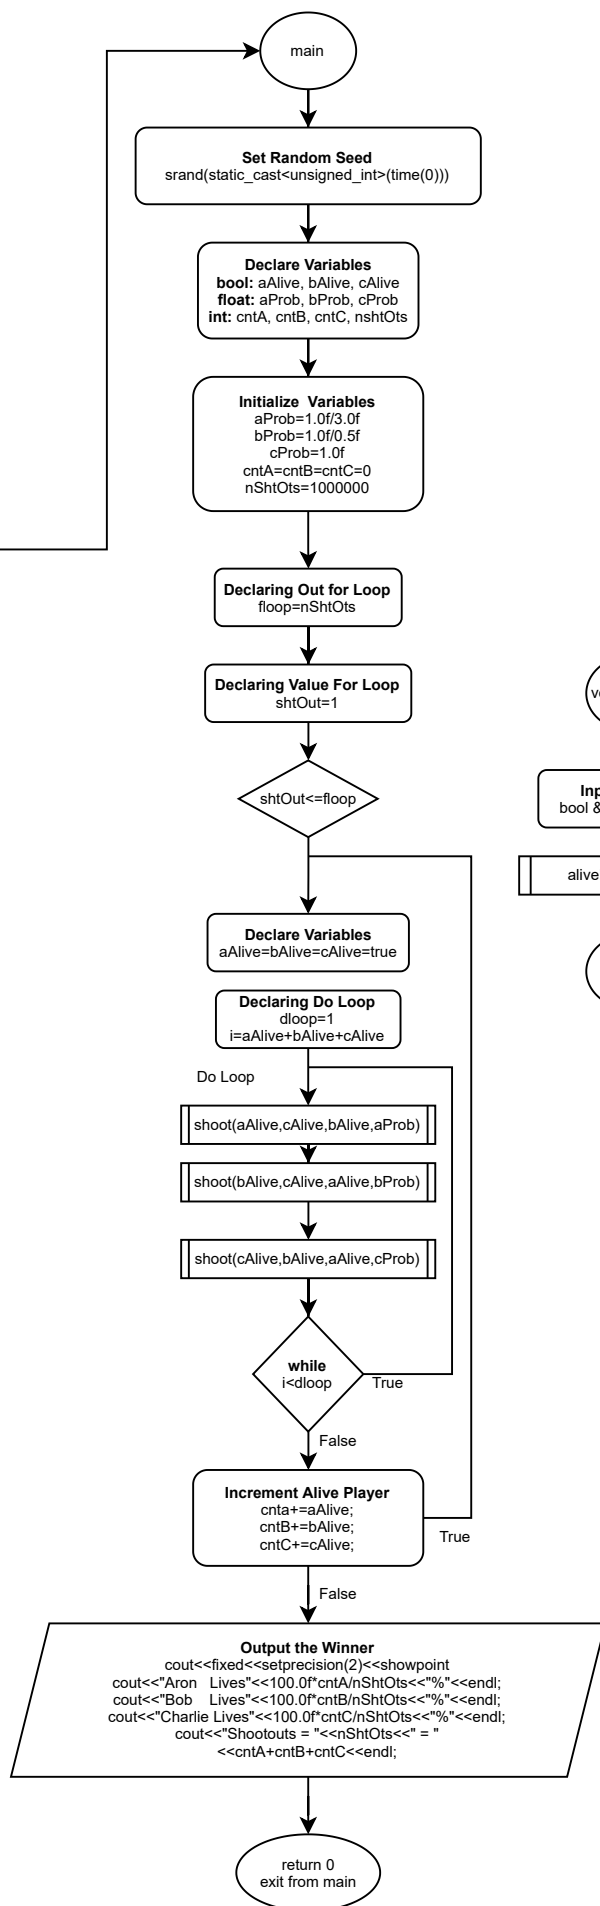 main
Set Random Seed
srand(static_cast<unsigned_int>(time(0)))
Declare Variables
bool: aAlive, bAlive, cAlive
float: aProb, bProb, cProb
int: cntA, cntB, cntC, nshtOts
Initialize  Variables
aProb=1.0f/3.0f
bProb=1.0f/0.5f
cProb=1.0f
cntA=cntB=cntC=0
nShtOts=1000000
Declaring Out for Loop
floop=nShtOts
Declaring Value For Loop
shtOut=1
shtOut<=floop
bool &
alive
Declare Variables
aAlive=bAlive=cAlive=true
Declaring Do Loop
dloop=1
i=aAlive+bAlive+cAlive
Do Loop
shoot(aAlive,cAlive,bAlive,aProb)
shoot(bAlive,cAlive,aAlive,bProb)
shoot(cAlive,bAlive,aAlive,cProb)
while
i<dloop
True
False
Increment Alive Player
cnta+=aAlive;
cntB+=bAlive;
cntC+=cAlive;
True
False
Output the Winner
cout<<fixed<<setprecision(2)<<showpoint
cout<<"Aron   Lives"<<100.0f*cntA/nShtOts<<"%"<<endl;
cout<<"Bob    Lives"<<100.0f*cntB/nShtOts<<"%"<<endl;
cout<<"Charlie Lives"<<100.0f*cntC/nShtOts<<"%"<<endl;
cout<<"Shootouts = "<<nShtOts<<" = "
<<cntA+cntB+cntC<<endl;
return 0
exit from main